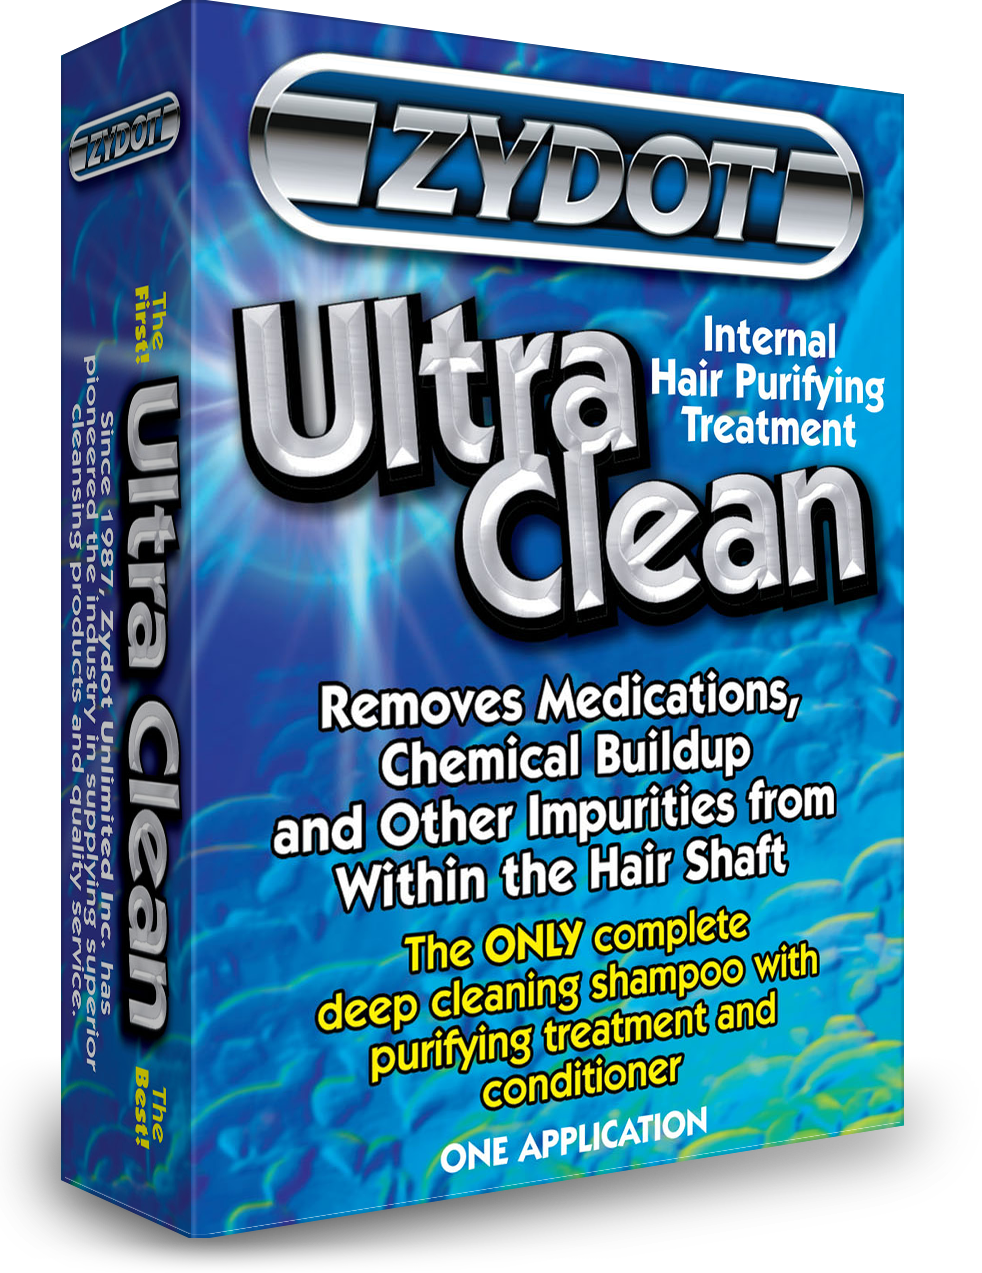 ZYDOT
Ultra
Clean
Internal
Hair Purifying
Treatment
Removes Medications,
Chemical Buildup
and Other Impurities from
Within the Hair Shaft
The ONLY complete
deep cleaning shampoo with
purifying treatment and
conditioner
ONE APPLICATION
ZYDOT
The
First!
Ultra Clean
The
Best!
Since 1987, Zydot Unlimited Inc. has
pioneered the industry in supplying superior
cleansing products and quality service.